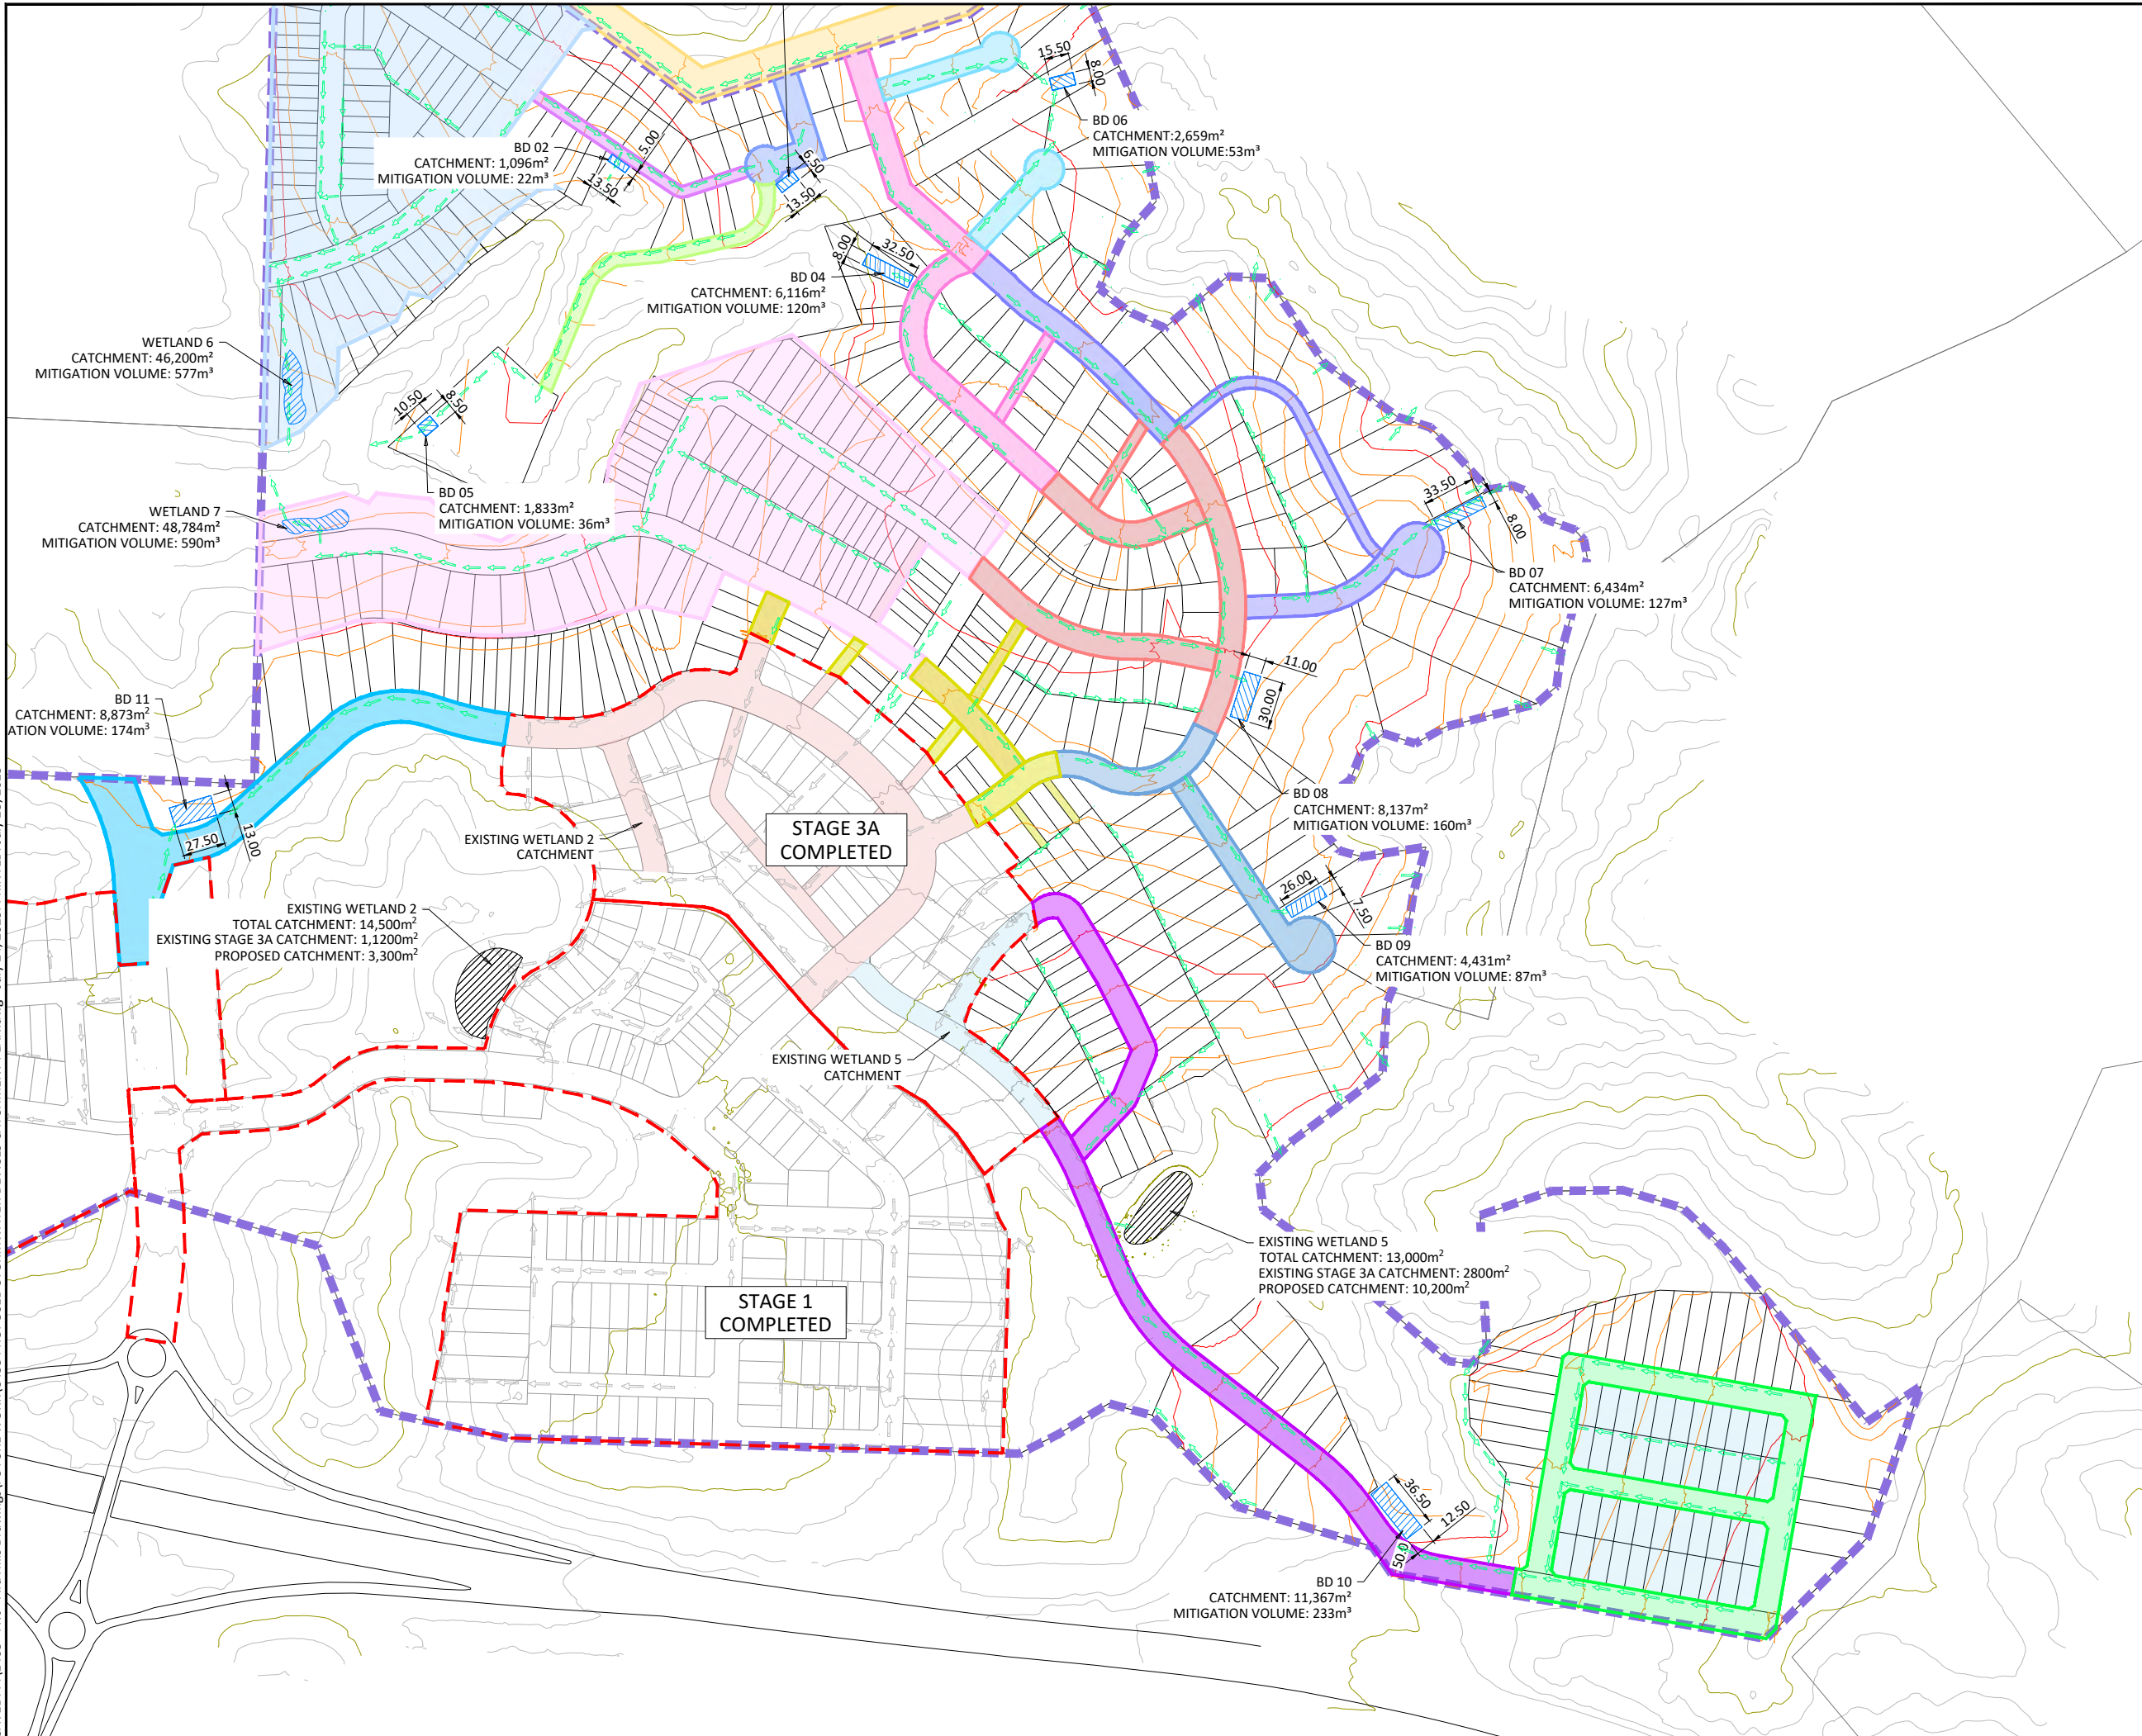 15.50
8.00
BD 06
CATCHMENT:2,659m²
MITIGATION VOLUME:53m³
BD 02
CATCHMENT: 1,096m²
MITIGATION VOLUME: 22m³
5.00
13.50
6.50
13.50
8.00
32.50
BD 04
CATCHMENT: 6,116m²
MITIGATION VOLUME: 120m³
WETLAND 6
CATCHMENT: 46,200m²
MITIGATION VOLUME: 577m³
10.50
8.50
BD 05
CATCHMENT: 1,833m²
MITIGATION VOLUME: 36m³
WETLAND 7
CATCHMENT: 48,784m²
MITIGATION VOLUME: 590m³
33.50
8.00
BD 07
CATCHMENT: 6,434m²
MITIGATION VOLUME: 127m³
11.00
30.00
BD 11
CATCHMENT: 8,873m²
ATION VOLUME: 174m³
27.50
13.00
BD 08
CATCHMENT: 8,137m²
MITIGATION VOLUME: 160m³
EXISTING WETLAND 2
CATCHMENT
STAGE 3A
COMPLETED
26.00
7.50
EXISTING WETLAND 2
TOTAL CATCHMENT: 14,500m²
EXISTING STAGE 3A CATCHMENT: 1,1200m²
PROPOSED CATCHMENT: 3,300m²
BD 09
CATCHMENT: 4,431m²
MITIGATION VOLUME: 87m³
EXISTING WETLAND 5
CATCHMENT
EXISTING WETLAND 5
TOTAL CATCHMENT: 13,000m²
EXISTING STAGE 3A CATCHMENT: 2800m²
PROPOSED CATCHMENT: 10,200m²
STAGE 1
COMPLETED
36.50
12.50
50.0
BD 10
CATCHMENT: 11,367m²
MITIGATION VOLUME: 233m³